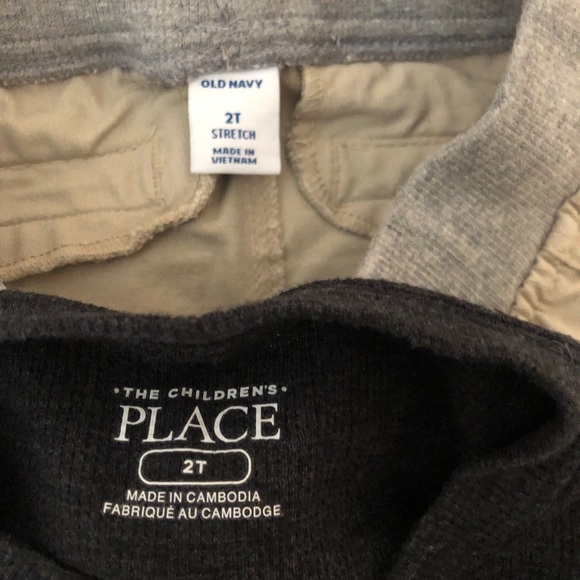 OLD NAVY
2T
STRETCH
MADE IN
VIETNAM
•THE CHILDREN'S•
PLACE
2T
MADE IN CAMBODIA
FABRIQUÉ AU CAMBODGE